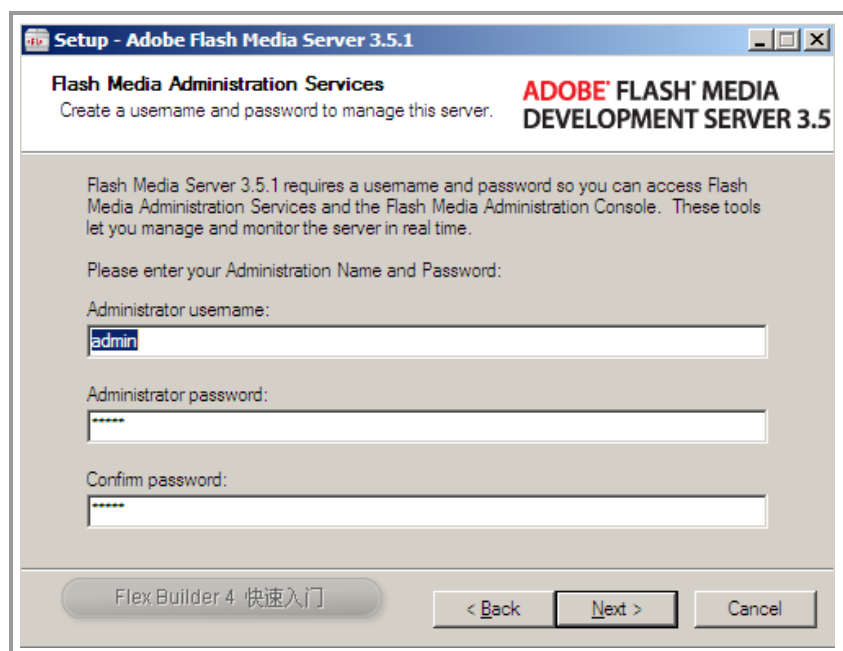 Setup - Adobe Flash Media Server 3.5.1
Flash Media Administration Services
Create a username and password to manage this server.
ADOBE® FLASH® MEDIA
DEVELOPMENT SERVER 3.5
Flash Media Server 3.5.1 requires a username and password so you can access Flash
Media Administration Services and the Flash Media Administration Console. These tools
let you manage and monitor the server in real time.
Please enter your Administration Name and Password:
Administrator username:
admin
Administrator password:
*****
Confirm password:
*****
Flex Builder 4 快速入门
< Back
Next >
Cancel